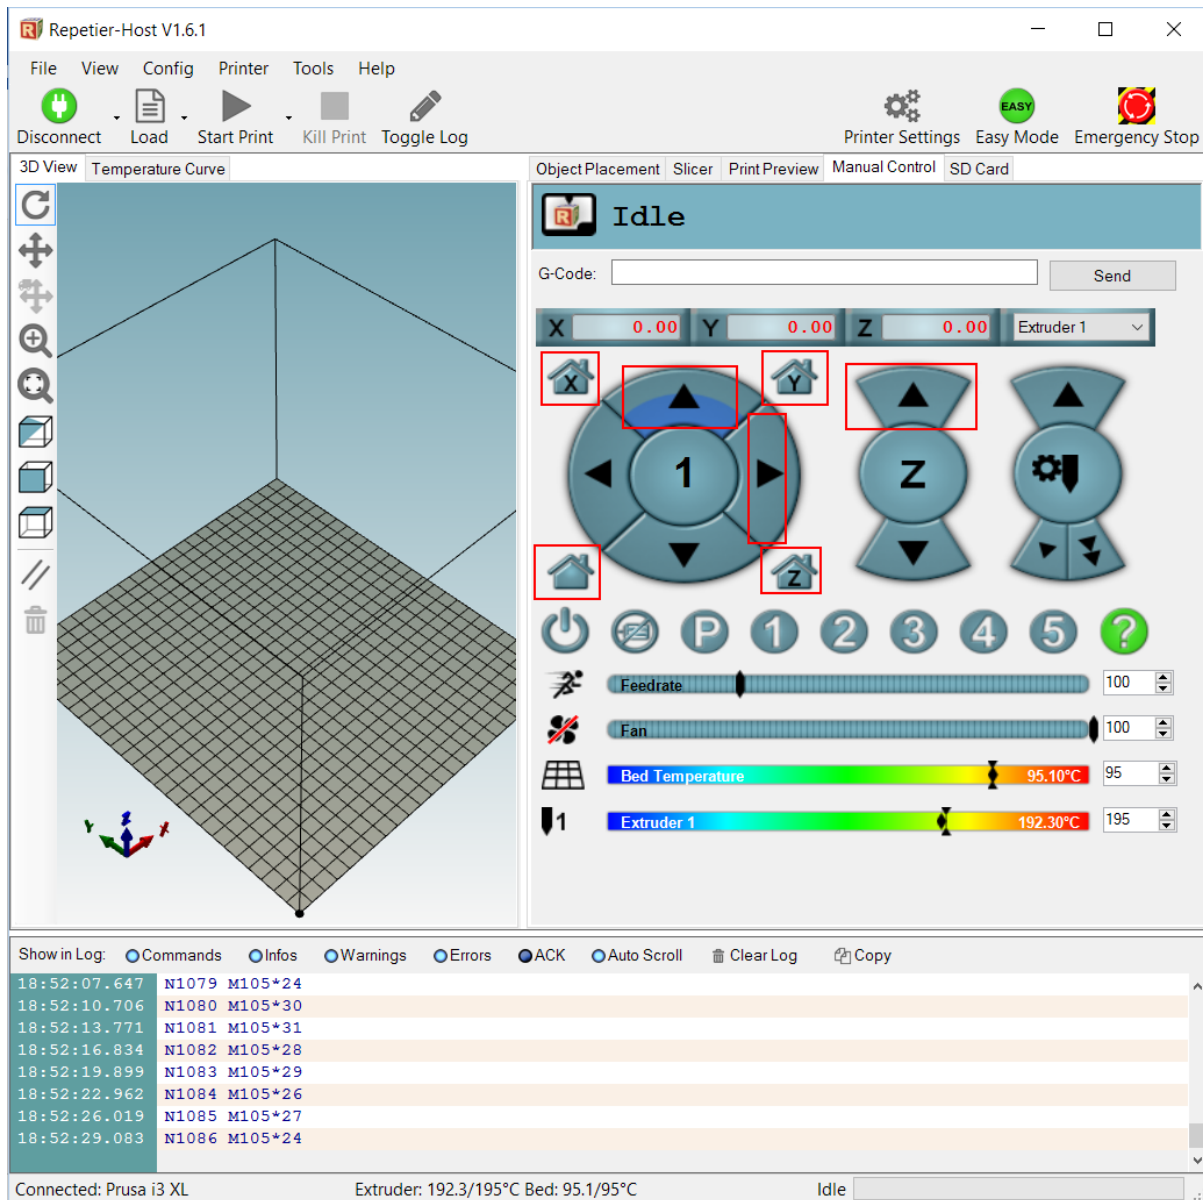 Repetier-Host V1.6.1
File View Config Printer Tools Help
Disconnect Load Start Print Kill Print Toggle Log Printer Settings EASY Easy Mode Emergency Stop
3D View Temperature Curve Object Placement Slicer Print Preview Manual Control SD Card
R Idle
G-Code: Send
X 0.00 Y 0.00 Z 0.00 Extruder 1
X Y
1 Z
Z
P 1 2 3 4 5 ?
Feedrate 100
Fan 100
Bed Temperature 95.10°C 95
1 Extruder 1 192.30°C 195
Y Z X
Show in Log: Commands Infos Warnings Errors ACK Auto Scroll Clear Log Copy
18:52:07.647 N1079 M105*24
18:52:10.706 N1080 M105*30
18:52:13.771 N1081 M105*31
18:52:16.834 N1082 M105*28
18:52:19.899 N1083 M105*29
18:52:22.962 N1084 M105*26
18:52:26.019 N1085 M105*27
18:52:29.083 N1086 M105*24
Connected: Prusa i3 XL Extruder: 192.3/195°C Bed: 95.1/95°C Idle